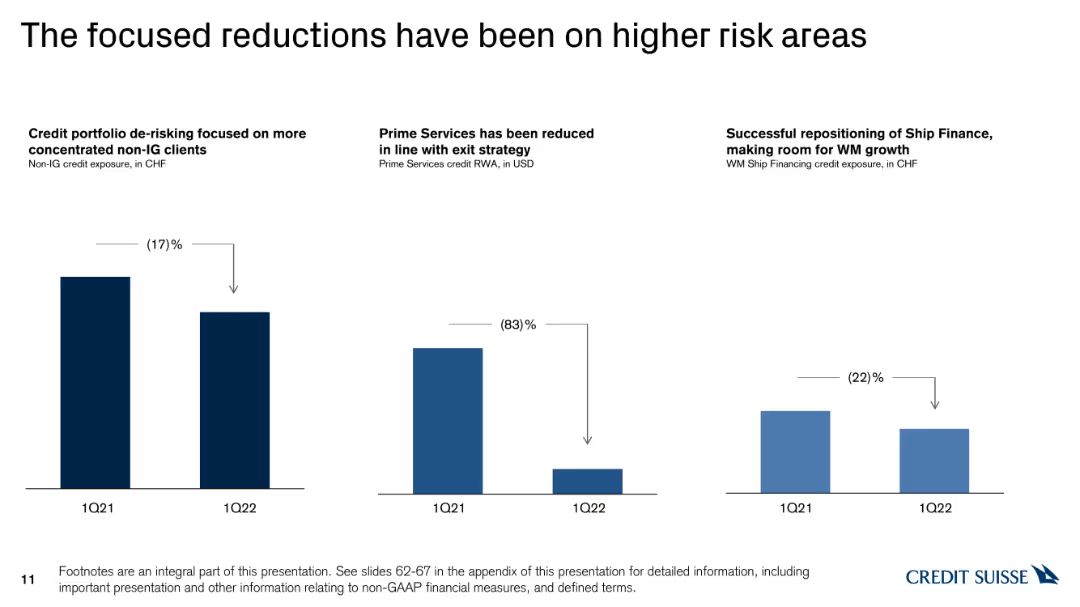 The focused reductions have been on higher risk areas
Credit portfolio de-risking focused on more
concentrated non-IG clients
Non-IG credit exposure, in CHF
(17)%
1Q21
1Q22
Prime Services has been reduced
in line with exit strategy
Prime Services credit RWA, in USD
(83)%
1Q21
1Q22
Successful repositioning of Ship Finance,
making room for WM growth
WM Ship Financing credit exposure, in CHF
(22)%
1Q21
1Q22
11
Footnotes are an integral part of this presentation. See slides 62-67 in the appendix of this presentation for detailed information, including
important presentation and other information relating to non-GAAP financial measures, and defined terms.
CREDIT SUISSE